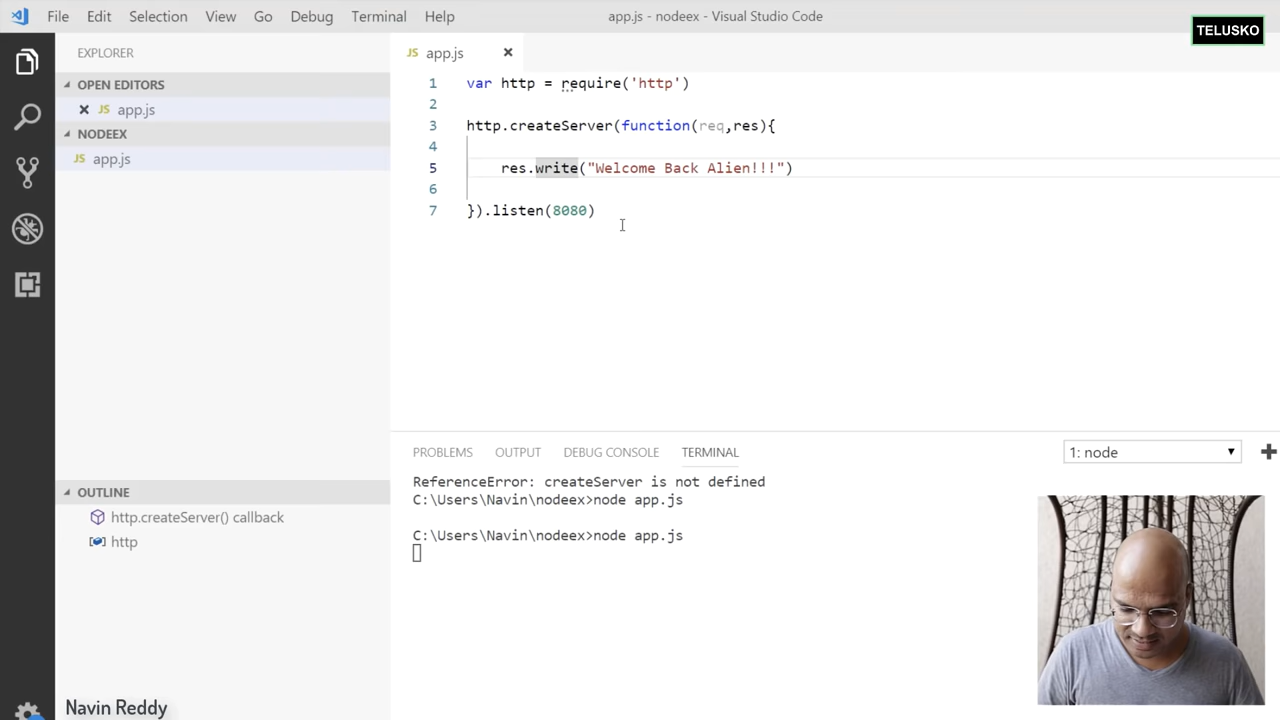 File Edit Selection View Go Debug Terminal Help
app.js - nodeex - Visual Studio Code
TELUSKO
EXPLORER
OPEN EDITORS
JS app.js
NODEEX
JS app.js
OUTLINE
http.createServer() callback
http
JS app.js
1 var http = require('http')
2
3 http.createServer(function(req,res){
4
5 res.write("Welcome Back Alien!!!")
6
7 }).listen(8080)
PROBLEMS OUTPUT DEBUG CONSOLE TERMINAL
1: node
ReferenceError: createServer is not defined
C:\Users\Navin\nodeex>node app.js
C:\Users\Navin\nodeex>node app.js
Navin Reddy